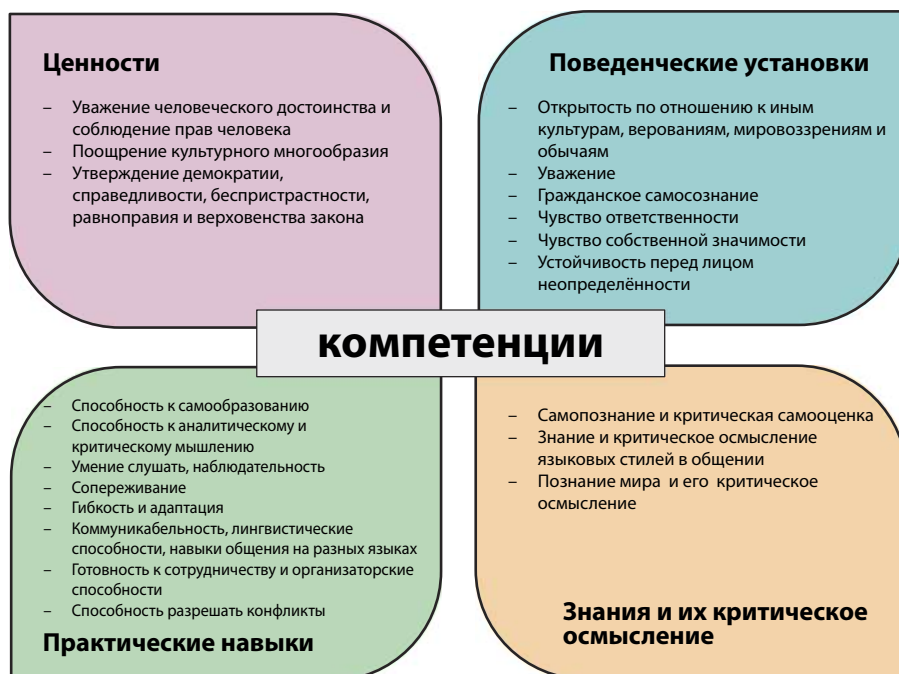 Ценности
– Уважение человеческого достоинства и
соблюдение прав человека
– Поощрение культурного многообразия
– Утверждение демократии,
справедливости, беспристрастности,
равноправия и верховенства закона
Поведенческие установки
– Открытость по отношению к иным
культурам, верованиям, мировоззрениям и
обычаям
– Уважение
– Гражданское самосознание
– Чувство ответственности
– Чувство собственной значимости
– Устойчивость перед лицом
неопределённости
компетенции
– Способность к самообразованию
– Способность к аналитическому и
критическому мышлению
– Умение слушать, наблюдательность
– Сопереживание
– Гибкость и адаптация
– Коммуникабельность, лингвистические
способности, навыки общения на разных языках
– Готовность к сотрудничеству и организаторские
способности
– Способность разрешать конфликты
Практические навыки
– Самопознание и критическая самооценка
– Знание и критическое осмысление
языковых стилей в общении
– Познание мира и его критическое
осмысление
Знания и их критическое
осмысление